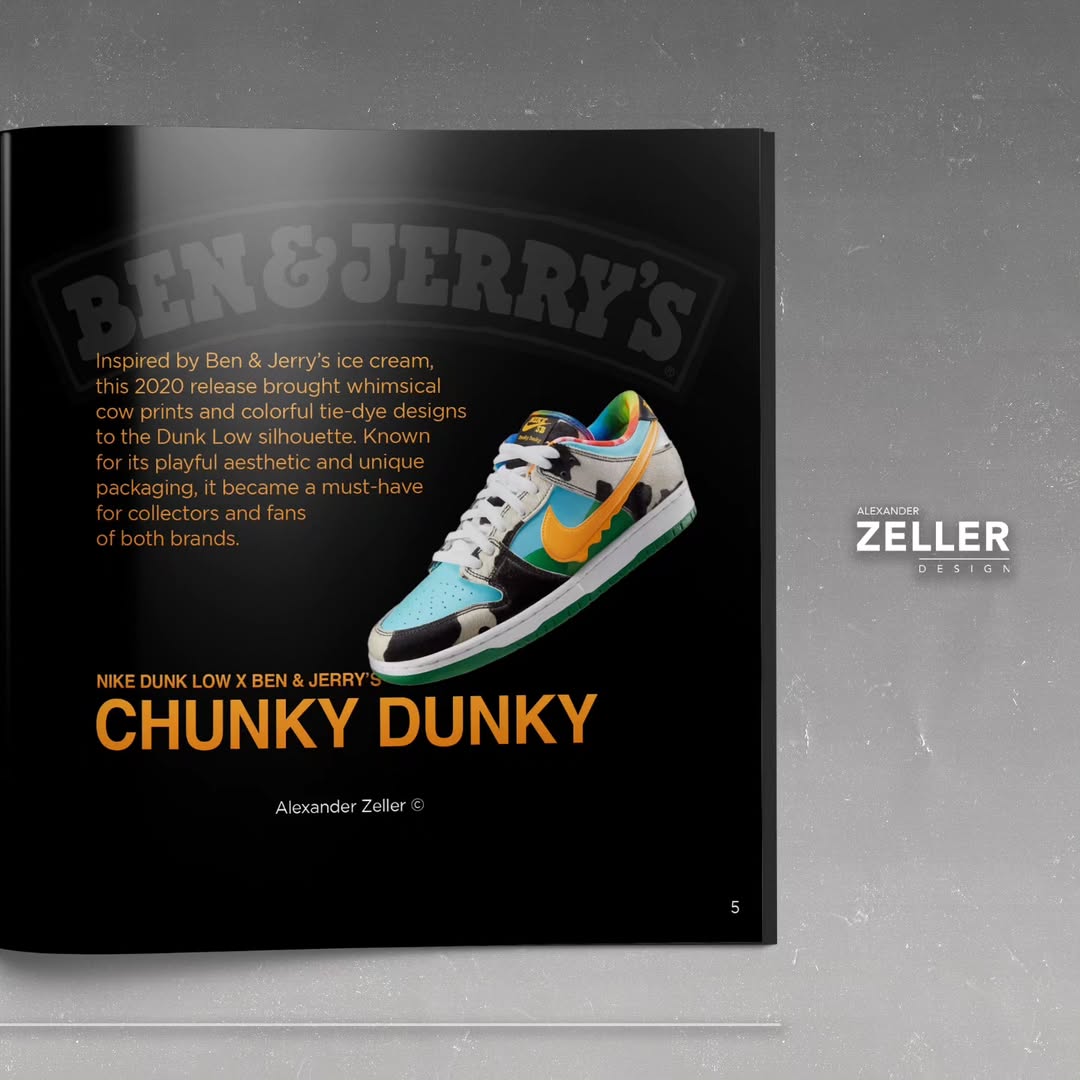 BEN & JERRY'S
®
Inspired by Ben & Jerry's ice cream,
this 2020 release brought whimsical
cow prints and colorful tie-dye designs
to the Dunk Low silhouette. Known
for its playful aesthetic and unique
packaging, it became a must-have
for collectors and fans
of both brands.
NIKE
SB
NIKE DUNK LOW X BEN & JERRY'S
CHUNKY DUNKY
Alexander Zeller ©
5
ALEXANDER
ZELLER
DESIGN